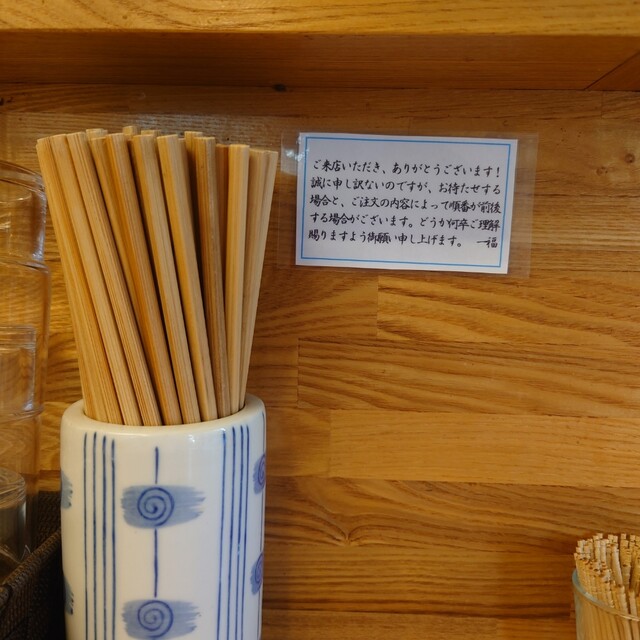 ご来店いただき、ありがとうございます！
誠に申し訳ないのですが、お待たせする
場合と、ご注文の内容によって順番が前後
する場合がございます。どうか何卒ご理解
賜りますよう御願い申し上げます。　一福